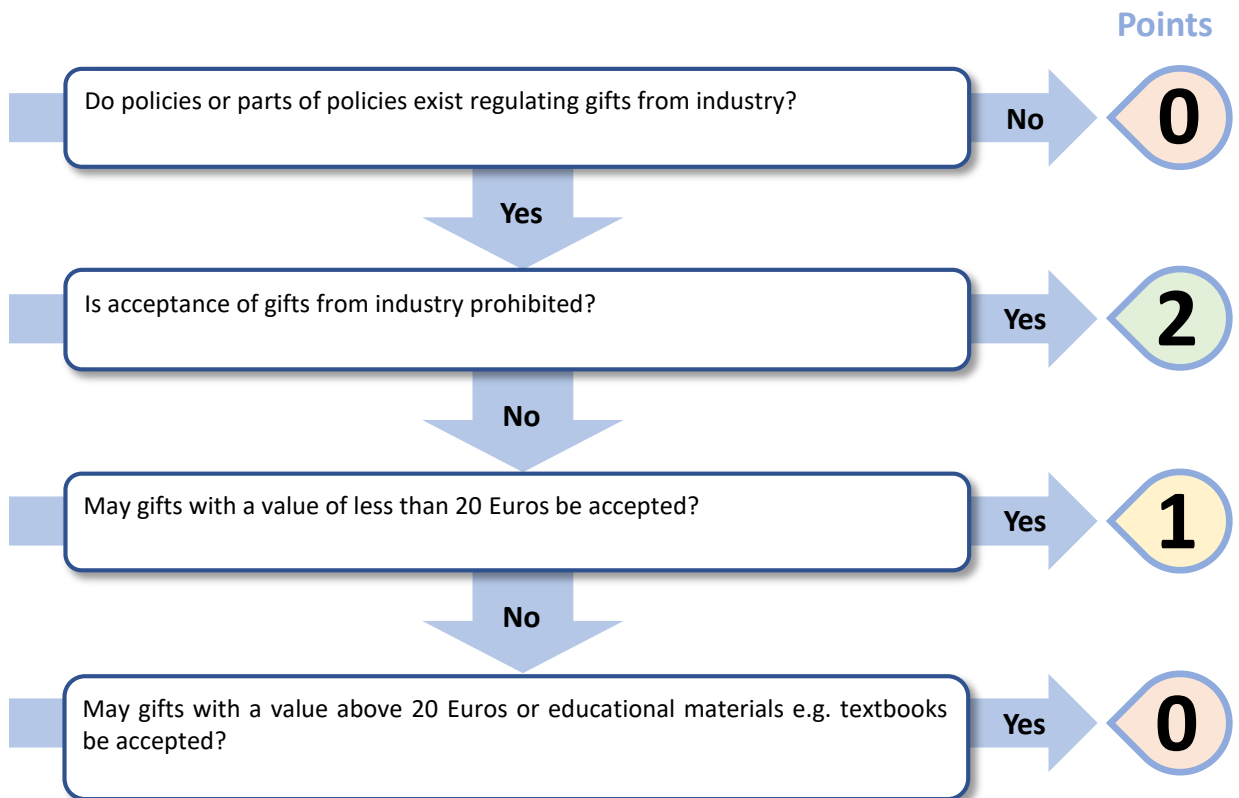 Points
Do policies or parts of policies exist regulating gifts from industry?
No
0
Yes
Is acceptance of gifts from industry prohibited?
Yes
2
No
May gifts with a value of less than 20 Euros be accepted?
Yes
1
No
May gifts with a value above 20 Euros or educational materials e.g. textbooks
be accepted?
Yes
0